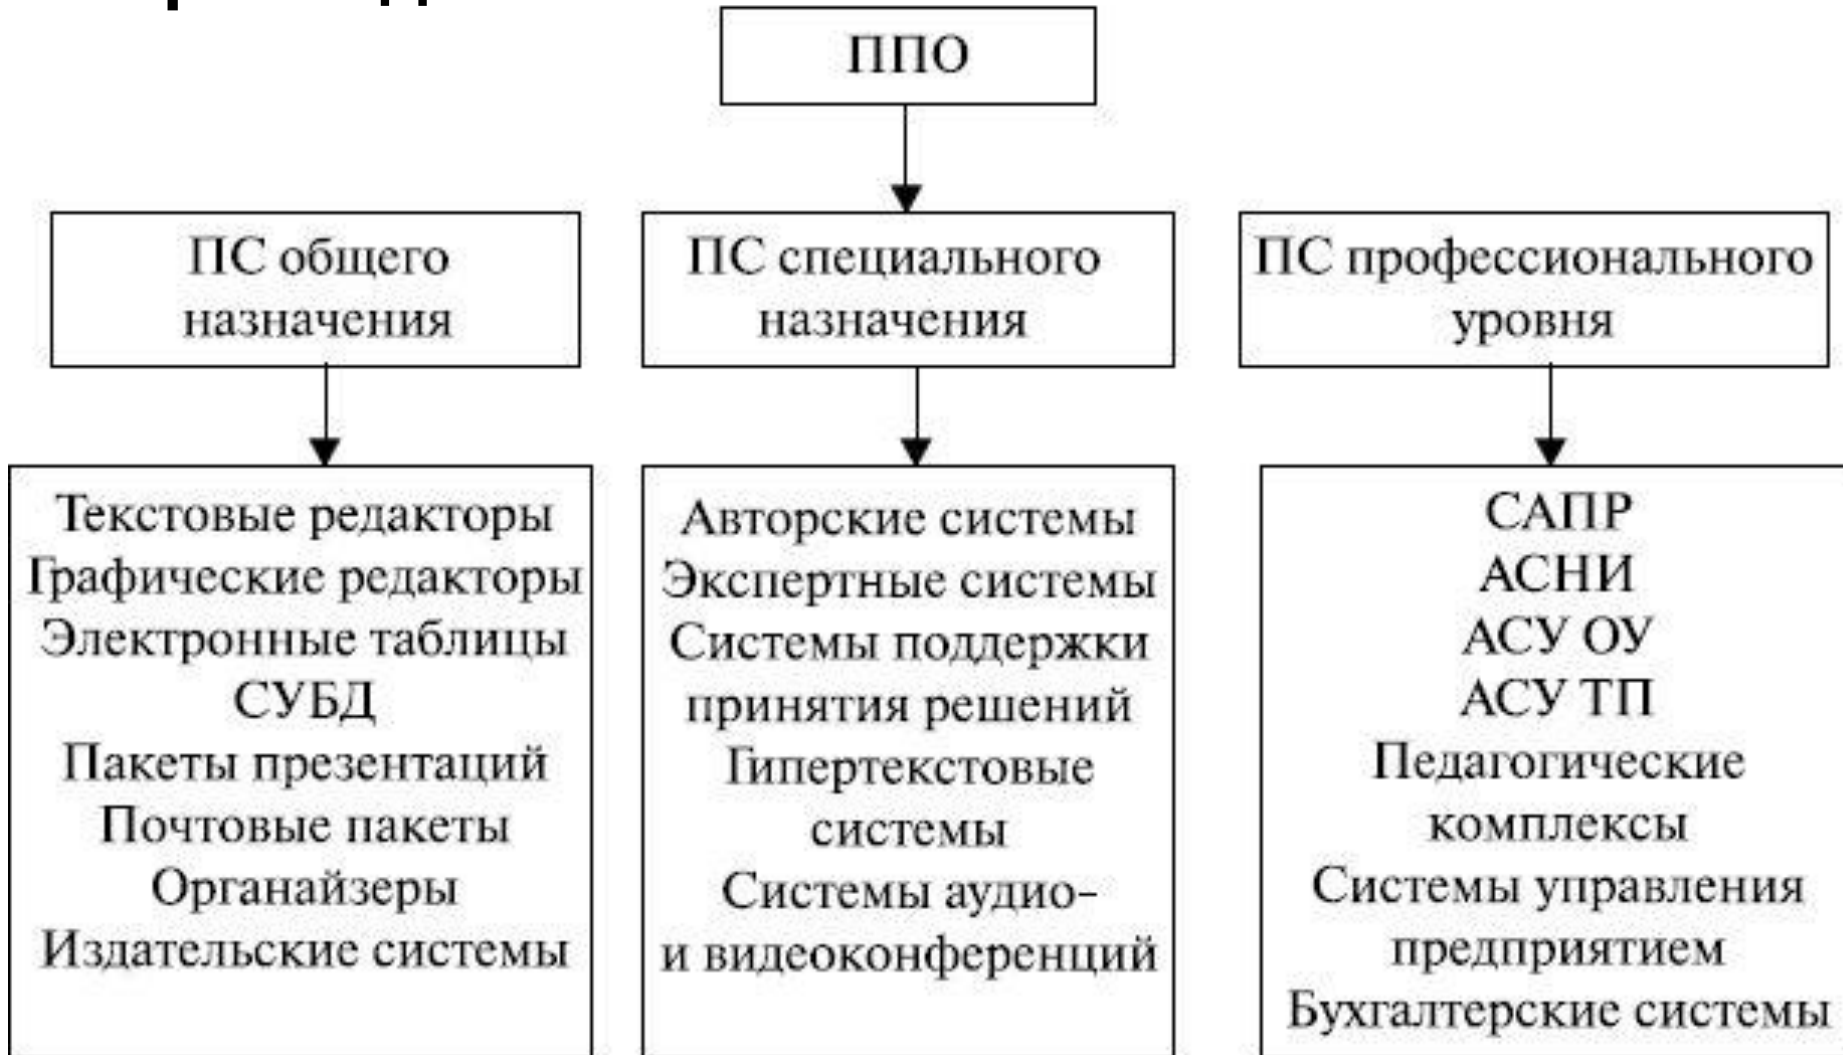 ППО
ПС общего
назначения
ПС специального
назначения
ПС профессионального
уровня
Текстовые редакторы
Графические редакторы
Электронные таблицы
СУБД
Пакеты презентаций
Почтовые пакеты
Органайзеры
Издательские системы
Авторские системы
Экспертные системы
Системы поддержки
принятия решений
Гипертекстовые
системы
Системы аудио-
и видеоконференций
САПР
АСНИ
АСУ ОУ
АСУ ТП
Педагогические
комплексы
Системы управления
предприятием
Бухгалтерские системы